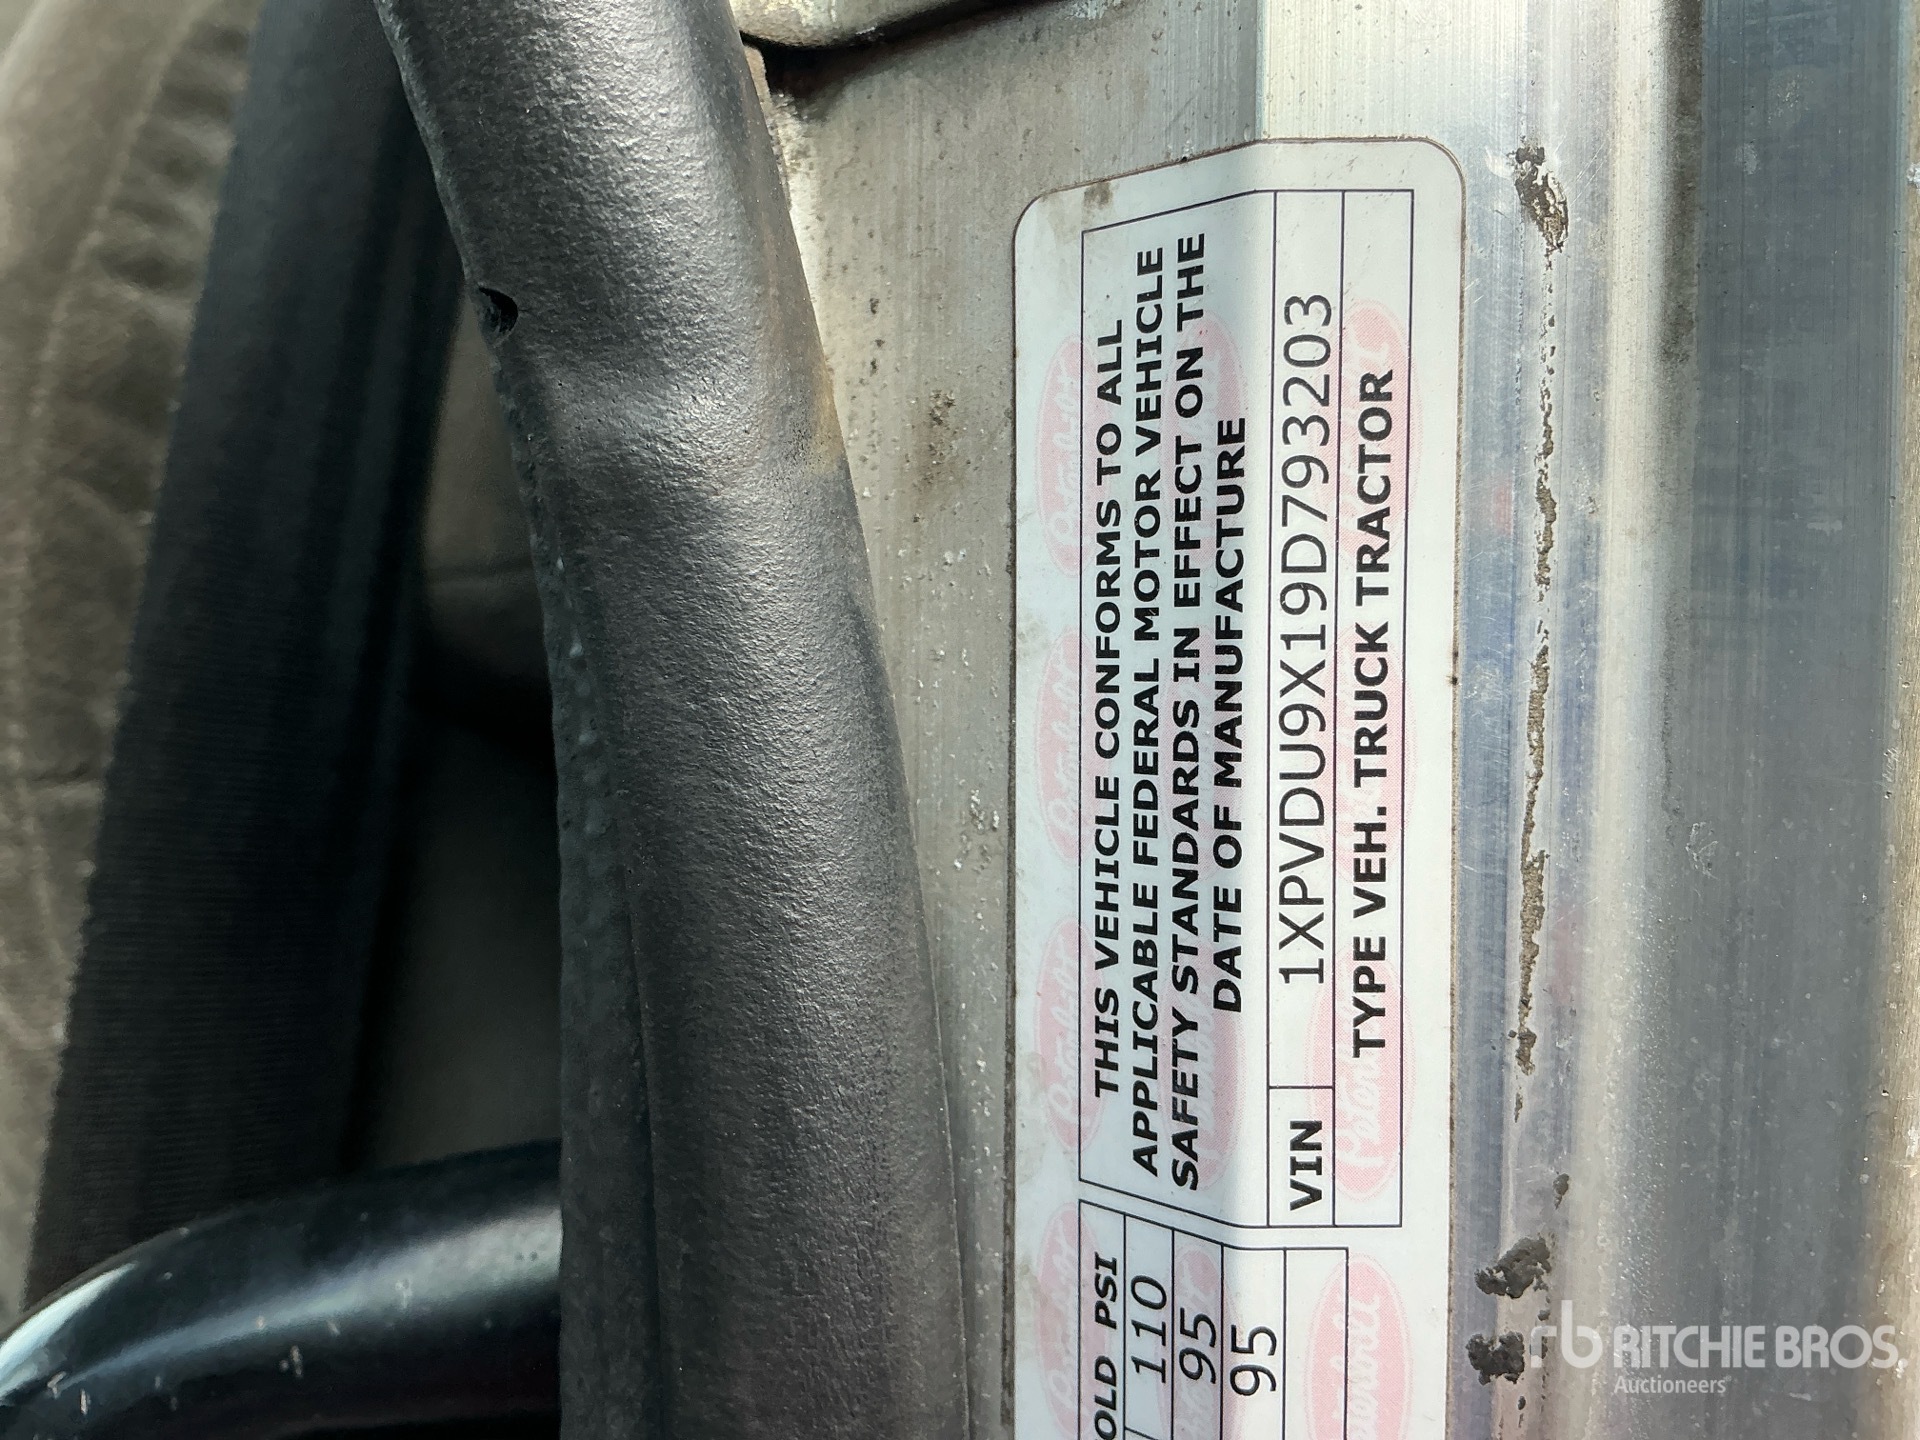 THIS VEHICLE CONFORMS TO ALL
APPLICABLE FEDERAL MOTOR VEHICLE
SAFETY STANDARDS IN EFFECT ON THE
DATE OF MANUFACTURE
VIN 1XPVDU9X19D793203
TYPE VEH. TRUCK TRACTOR
OLD PSI
110
95
95
rb RITCHIE BROS.
Auctioneers